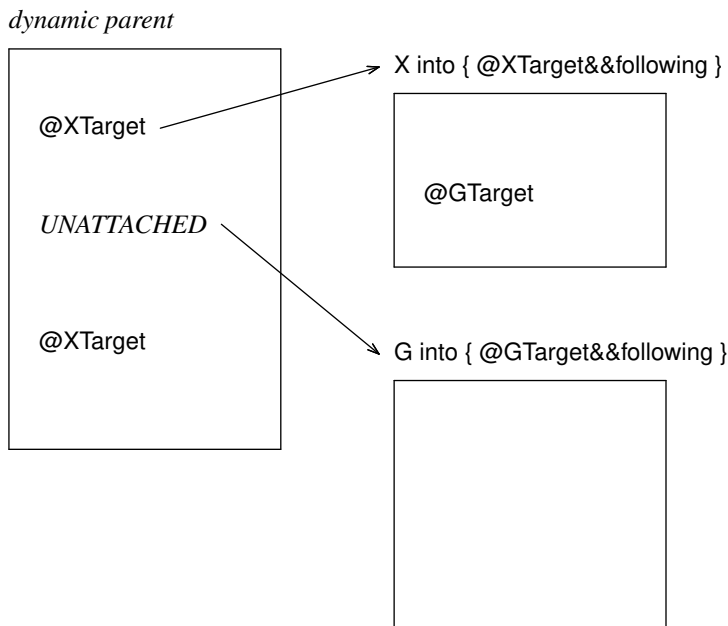 dynamic parent
X into { @XTarget&&following }
@XTarget
@GTarget
UNATTACHED
@XTarget
G into { @GTarget&&following }